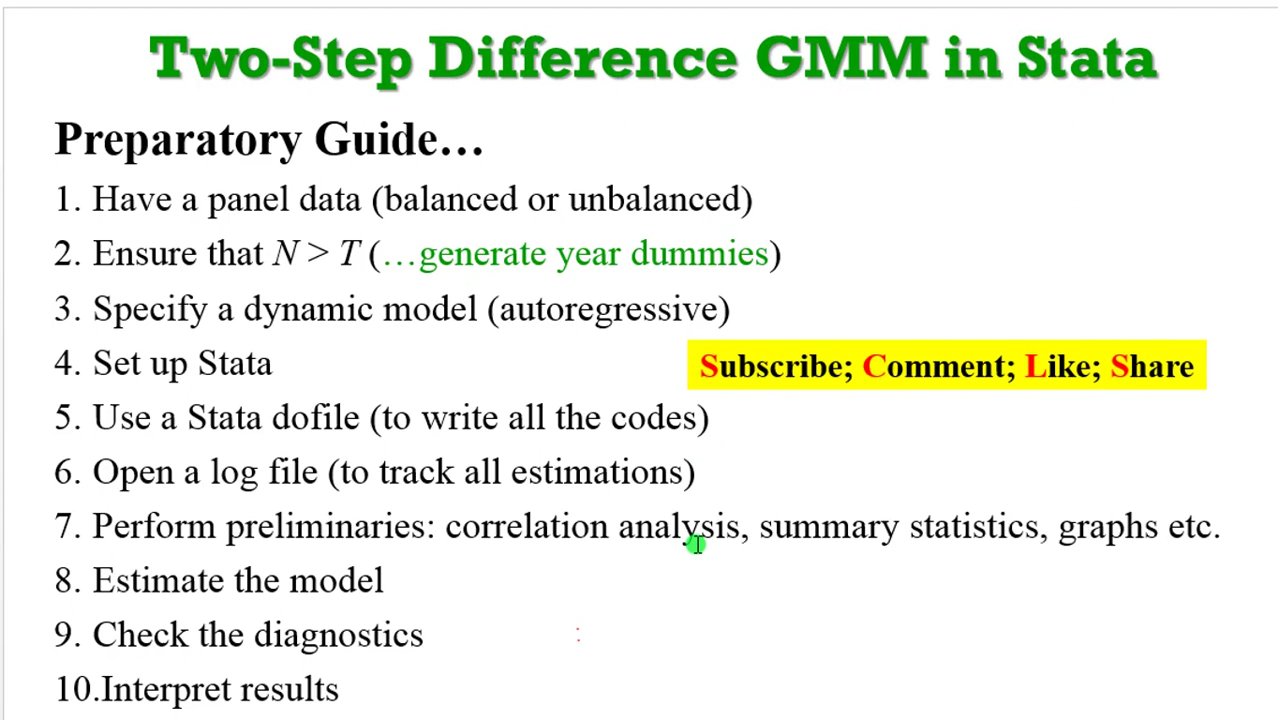 Two-Step Difference GMM in Stata
Preparatory Guide…
1. Have a panel data (balanced or unbalanced)
2. Ensure that N > T (…generate year dummies)
3. Specify a dynamic model (autoregressive)
4. Set up Stata
Subscribe; Comment; Like; Share
5. Use a Stata dofile (to write all the codes)
6. Open a log file (to track all estimations)
7. Perform preliminaries: correlation analysis, summary statistics, graphs etc.
8. Estimate the model
9. Check the diagnostics
10.Interpret results